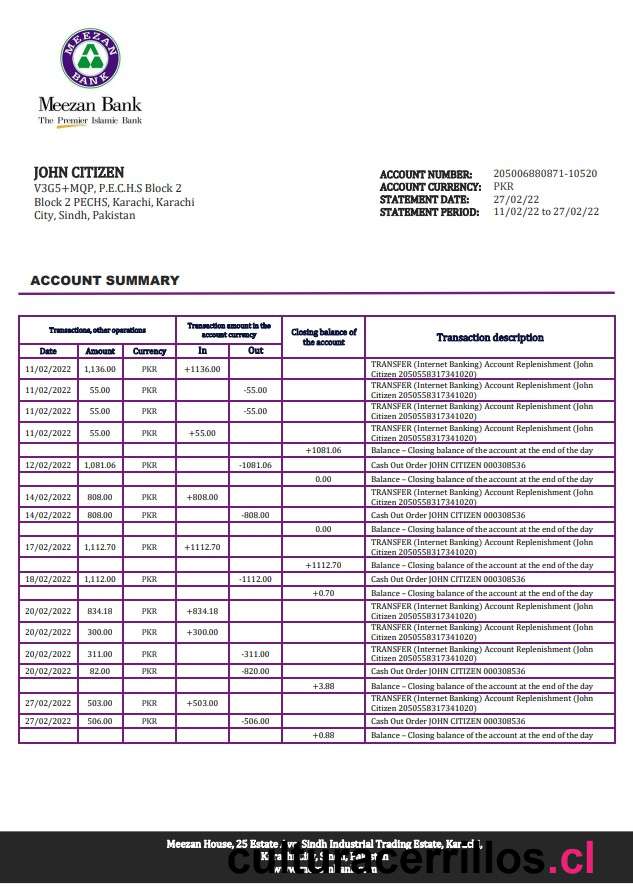 MEEZAN
BANK
Meezan Bank
The Premier Islamic Bank
JOHN CITIZEN
V3G5+MQP, P.E.C.H.S Block 2
Block 2 PECHS, Karachi, Karachi
City, Sindh, Pakistan
ACCOUNT NUMBER: 205006880871-10520
ACCOUNT CURRENCY: PKR
STATEMENT DATE: 27/02/22
STATEMENT PERIOD: 11/02/22 to 27/02/22
ACCOUNT SUMMARY
Transactions, other operations
Transaction amount in the
account currency
Closing balance of
the account
Transaction description
Date Amount Currency In Out
11/02/2022 1,136.00 PKR +1136.00 TRANSFER (Internet Banking) Account Replenishment (John
Citizen 2050558317341020)
11/02/2022 55.00 PKR -55.00 TRANSFER (Internet Banking) Account Replenishment (John
Citizen 2050558317341020)
11/02/2022 55.00 PKR -55.00 TRANSFER (Internet Banking) Account Replenishment (John
Citizen 2050558317341020)
11/02/2022 55.00 PKR +55.00 TRANSFER (Internet Banking) Account Replenishment (John
Citizen 2050558317341020)
+1081.06 Balance – Closing balance of the account at the end of the day
12/02/2022 1,081.06 PKR -1081.06 Cash Out Order JOHN CITIZEN 000308536
0.00 Balance – Closing balance of the account at the end of the day
14/02/2022 808.00 PKR +808.00 TRANSFER (Internet Banking) Account Replenishment (John
Citizen 2050558317341020)
14/02/2022 808.00 PKR -808.00 Cash Out Order JOHN CITIZEN 000308536
0.00 Balance – Closing balance of the account at the end of the day
17/02/2022 1,112.70 PKR +1112.70 TRANSFER (Internet Banking) Account Replenishment (John
Citizen 2050558317341020)
+1112.70 Balance – Closing balance of the account at the end of the day
18/02/2022 1,112.00 PKR -1112.00 Cash Out Order JOHN CITIZEN 000308536
+0.70 Balance – Closing balance of the account at the end of the day
20/02/2022 834.18 PKR +834.18 TRANSFER (Internet Banking) Account Replenishment (John
Citizen 2050558317341020)
20/02/2022 300.00 PKR +300.00 TRANSFER (Internet Banking) Account Replenishment (John
Citizen 2050558317341020)
20/02/2022 311.00 PKR -311.00 TRANSFER (Internet Banking) Account Replenishment (John
Citizen 2050558317341020)
20/02/2022 82.00 PKR -820.00 Cash Out Order JOHN CITIZEN 000308536
+3.88 Balance – Closing balance of the account at the end of the day
27/02/2022 503.00 PKR +503.00 TRANSFER (Internet Banking) Account Replenishment (John
Citizen 2050558317341020)
27/02/2022 506.00 PKR -506.00 Cash Out Order JOHN CITIZEN 000308536
+0.88 Balance – Closing balance of the account at the end of the day
Meezan House, 25 Estate Ave, Sindh Industrial Trading Estate, Karachi,
culturacerrillos.cl